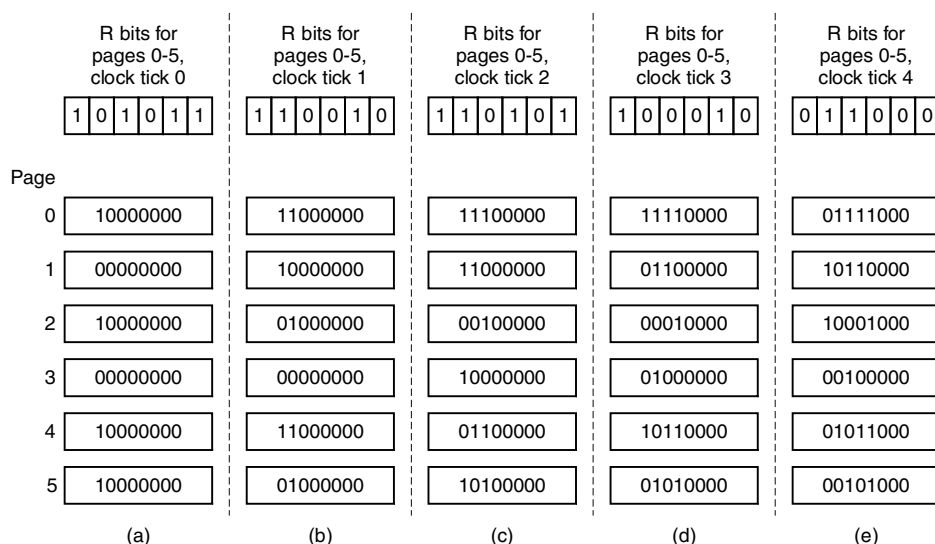 R bits for pages 0-5, clock tick 0
R bits for pages 0-5, clock tick 1
R bits for pages 0-5, clock tick 2
R bits for pages 0-5, clock tick 3
R bits for pages 0-5, clock tick 4
1 0 1 0 1 1
1 1 0 0 1 0
1 1 0 1 0 1
1 0 0 0 1 0
0 1 1 0 0 0
Page
0 10000000 11000000 11100000 11110000 01111000
1 00000000 10000000 11000000 01100000 10110000
2 10000000 01000000 00100000 00010000 10001000
3 00000000 00000000 10000000 01000000 00100000
4 10000000 11000000 01100000 10110000 01011000
5 10000000 01000000 10100000 01010000 00101000
(a) (b) (c) (d) (e)